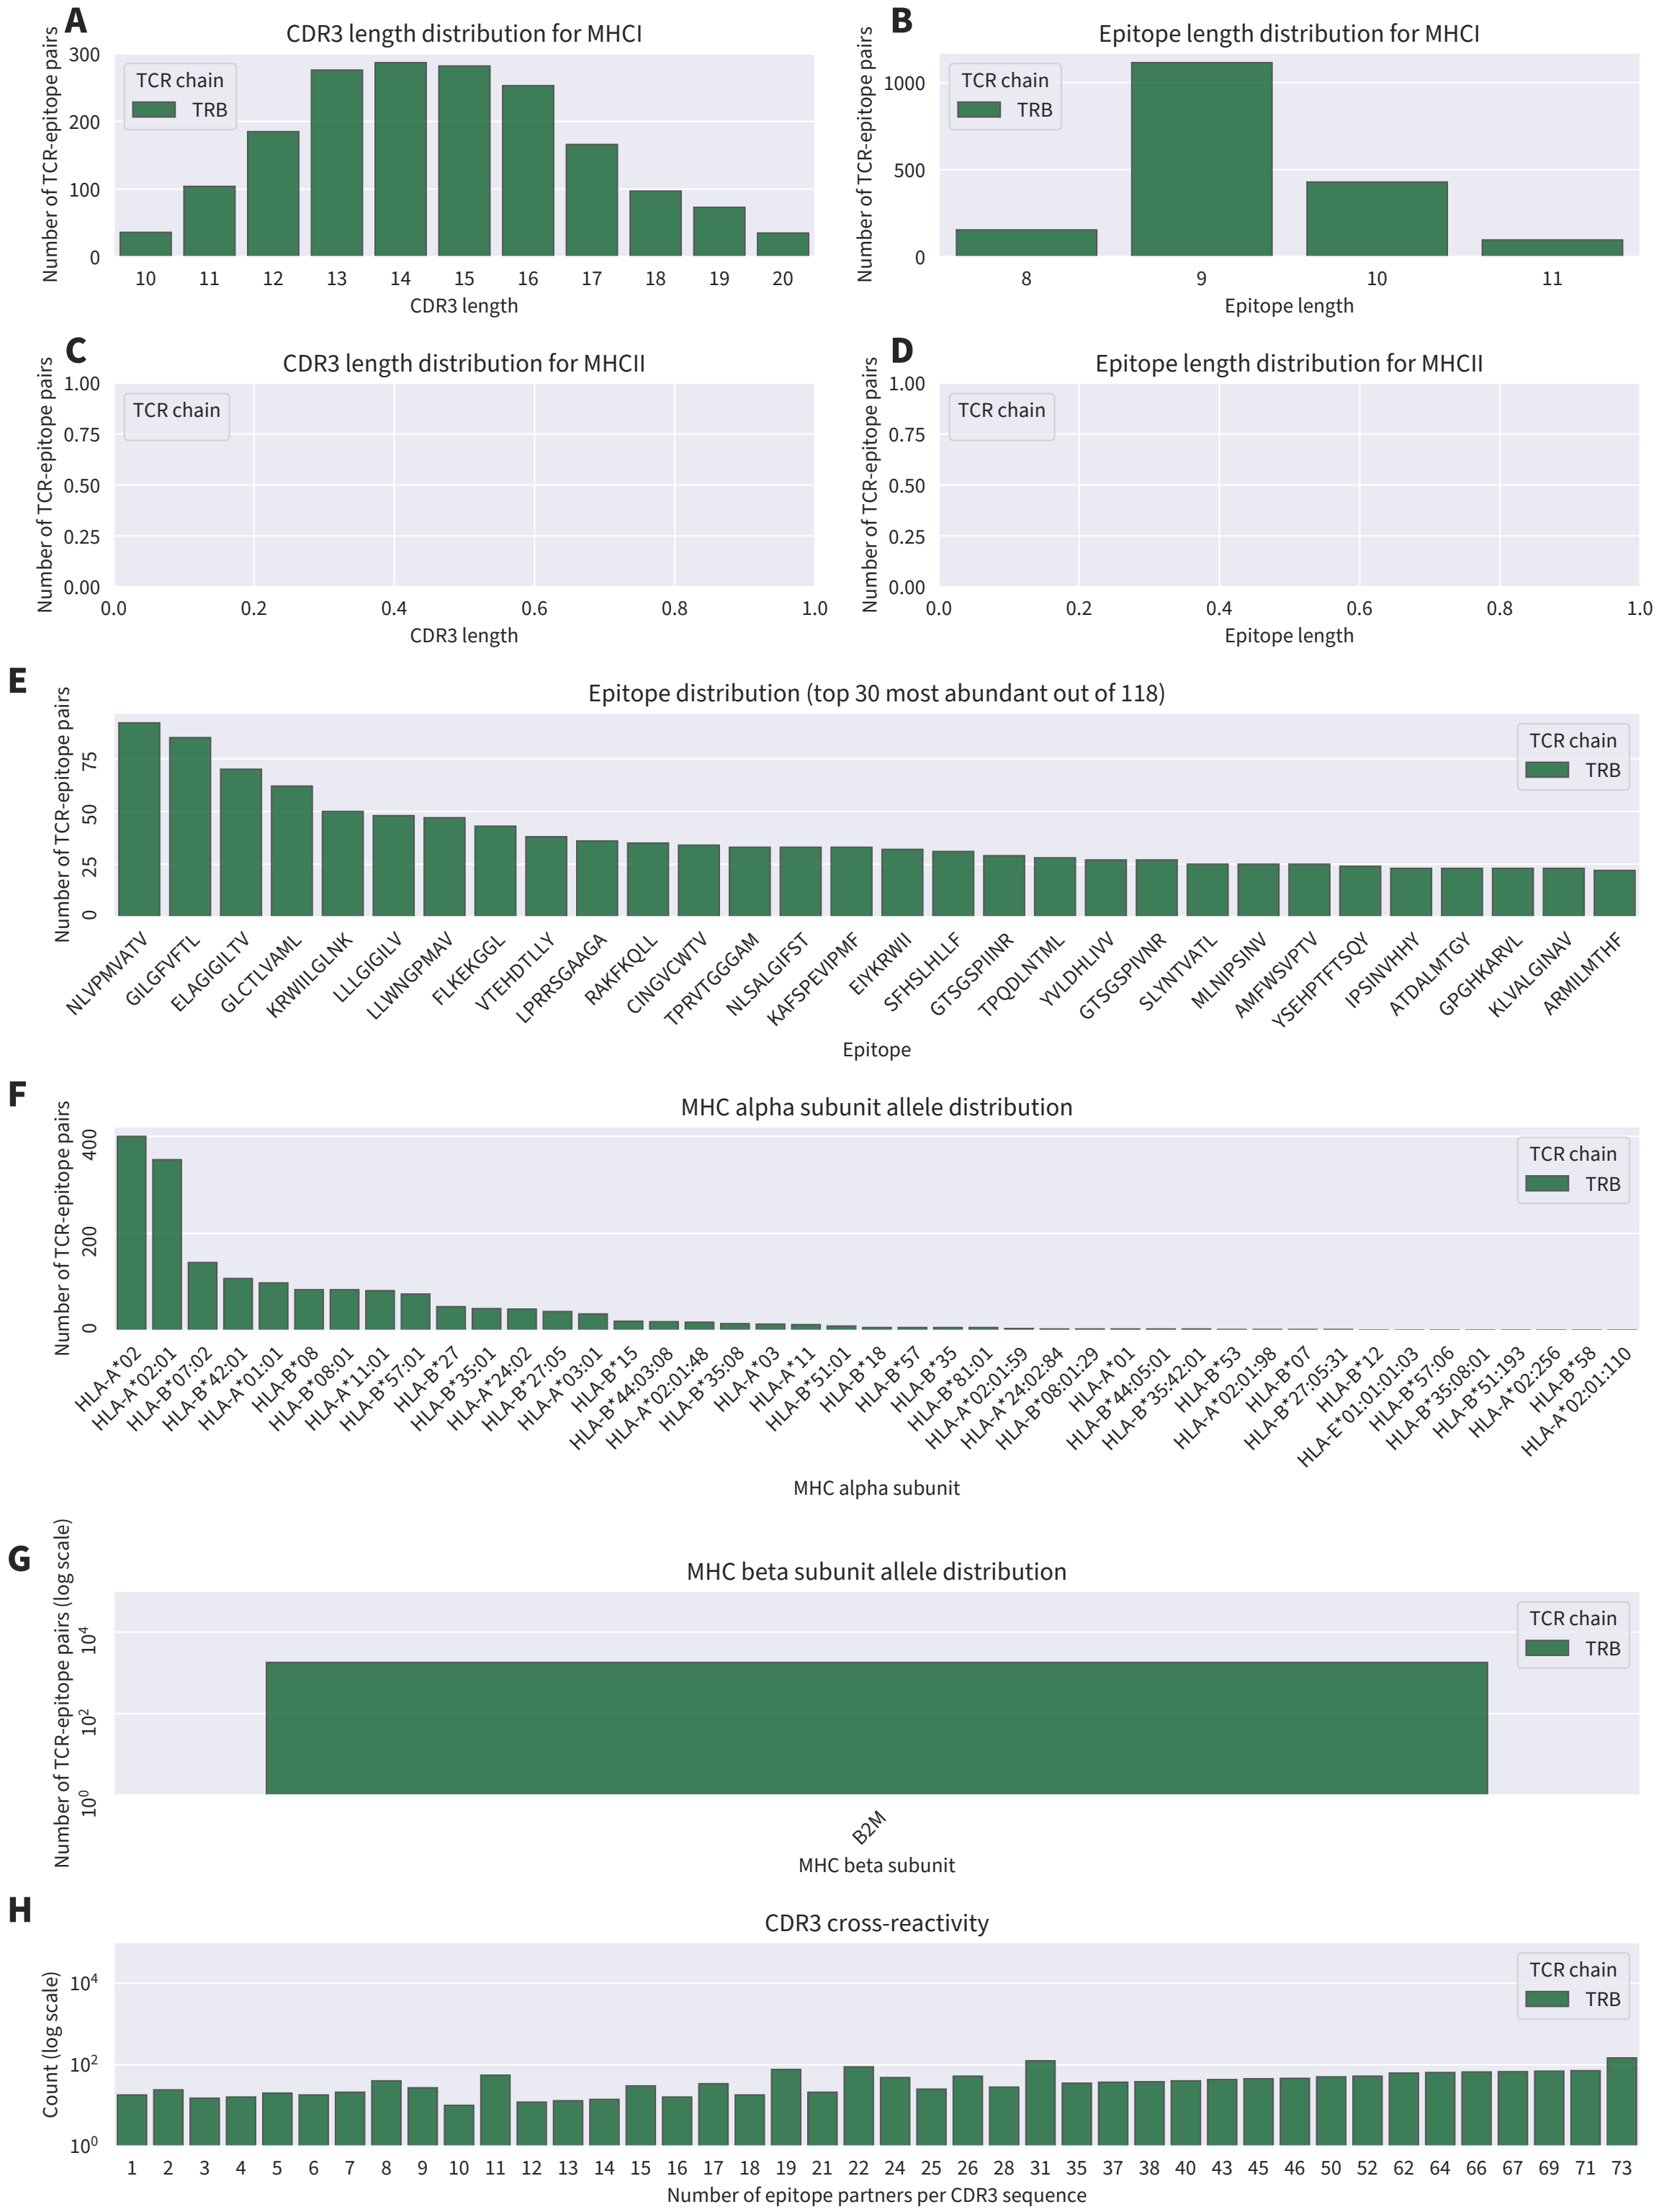 A
CDR3 length distribution for MHCI
Number of TCR-epitope pairs
300
200
100
0
TCR chain
TRB
10 11 12 13 14 15 16 17 18 19 20
CDR3 length
B
Epitope length distribution for MHCI
Number of TCR-epitope pairs
1000
500
0
TCR chain
TRB
8 9 10 11
Epitope length
C
CDR3 length distribution for MHCII
Number of TCR-epitope pairs
1.00
0.75
0.50
0.25
0.00
TCR chain
0.0 0.2 0.4 0.6 0.8 1.0
CDR3 length
D
Epitope length distribution for MHCII
Number of TCR-epitope pairs
1.00
0.75
0.50
0.25
0.00
TCR chain
0.0 0.2 0.4 0.6 0.8 1.0
Epitope length
E
Epitope distribution (top 30 most abundant out of 118)
Number of TCR-epitope pairs
75
50
25
0
TCR chain
TRB
NLVPMVATV
GILGFVFTL
ELAGIGILTV
GLCTLVAML
KRWIILGLNK
LLLGIGILV
LLWNGPMAV
FLKEKGGL
VTEHDTLLY
LPRRSGAAGA
RAKFKQLL
CINGVCWTV
TPRVTGGGAM
NLSALGIFST
KAFSPEVIPMF
EIYKRWII
SFHSLHLLF
GTSGSPIINR
TPQDLNTML
YVLDHLIVV
GTSGSPIVNR
SLYNTVATL
MLNIPSINV
AMFWSVPTV
YSEHPTFTSQY
IPSINVHHY
ATDALMTGY
GPGHKARVL
KLVALGINAV
ARMILMTHF
Epitope
F
MHC alpha subunit allele distribution
Number of TCR-epitope pairs
400
200
0
TCR chain
TRB
HLA-A*02
HLA-A*02:01
HLA-B*07:02
HLA-B*42:01
HLA-A*01:01
HLA-B*08
HLA-B*08:01
HLA-A*11:01
HLA-B*57:01
HLA-B*27
HLA-B*35:01
HLA-A*24:02
HLA-B*27:05
HLA-A*03:01
HLA-B*15
HLA-B*44:03:08
HLA-A*02:01:48
HLA-B*35:08
HLA-A*03
HLA-A*11
HLA-B*51:01
HLA-B*18
HLA-B*57
HLA-B*35
HLA-B*81:01
HLA-A*02:01:59
HLA-A*24:02:84
HLA-B*08:01:29
HLA-A*01
HLA-B*44:05:01
HLA-B*35:42:01
HLA-B*53
HLA-A*02:01:98
HLA-B*07
HLA-B*27:05:31
HLA-B*12
HLA-E*01:01:01:03
HLA-B*57:06
HLA-B*35:08:01
HLA-B*51:193
HLA-A*02:256
HLA-B*58
HLA-A*02:01:110
MHC alpha subunit
G
MHC beta subunit allele distribution
Number of TCR-epitope pairs (log scale)
10⁴
10²
10⁰
TCR chain
TRB
B2M
MHC beta subunit
H
CDR3 cross-reactivity
Count (log scale)
10⁴
10²
10⁰
TCR chain
TRB
1 2 3 4 5 6 7 8 9 10 11 12 13 14 15 16 17 18 19 21 22 24 25 26 28 31 35 37 38 40 43 45 46 50 52 62 64 66 67 69 71 73
Number of epitope partners per CDR3 sequence